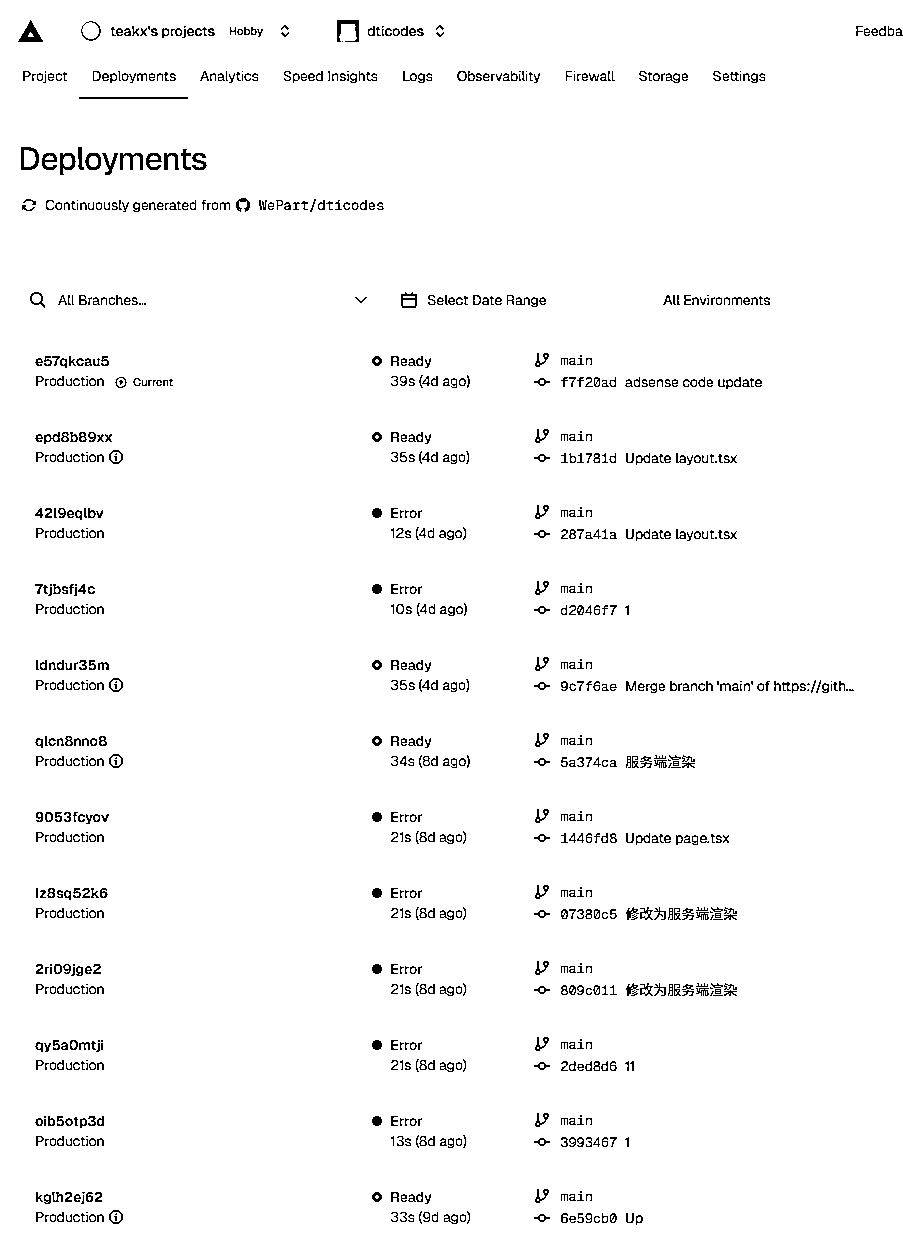 teakx's projects Hobby dticodes Feedba
Project Deployments Analytics Speed Insights Logs Observability Firewall Storage Settings
Deployments
Continuously generated from WePart/dticodes
All Branches... Select Date Range All Environments
e57qkcau5 Ready main
Production Current 39s (4d ago) f7f20ad adsense code update
epd8b89xx Ready main
Production 35s (4d ago) 1b1781d Update layout.tsx
42l9eqlbv Error main
Production 12s (4d ago) 287a41a Update layout.tsx
7tjbsfj4c Error main
Production 10s (4d ago) d2046f7 1
ldndur35m Ready main
Production 35s (4d ago) 9c7f6ae Merge branch 'main' of https://gith...
qlcn8nno8 Ready main
Production 34s (8d ago) 5a374ca 服务端渲染
9053fcyov Error main
Production 21s (8d ago) 1446fd8 Update page.tsx
lz8sq52k6 Error main
Production 21s (8d ago) 07380c5 修改为服务端渲染
2ri09jge2 Error main
Production 21s (8d ago) 809c011 修改为服务端渲染
qy5a0mtji Error main
Production 21s (8d ago) 2ded8d6 11
oib5otp3d Error main
Production 13s (8d ago) 3993467 1
kglh2ej62 Ready main
Production 33s (9d ago) 6e59cb0 Up